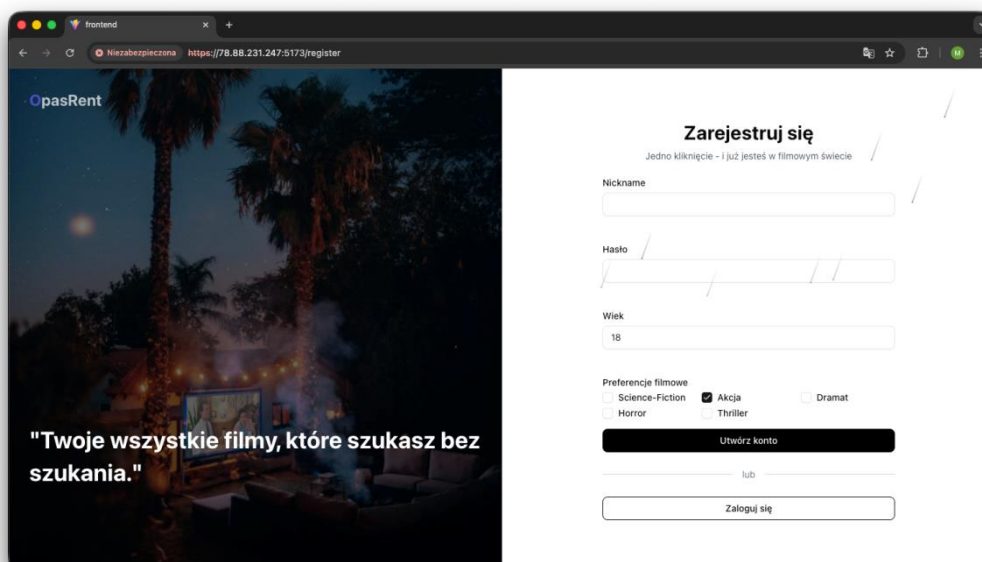 frontend
Niezabezpieczona https://78.88.231.247:5173/register
M
OpasRent
"Twoje wszystkie filmy, które szukasz bez
szukania."
Zarejestruj się
Jedno kliknięcie - i już jesteś w filmowym świecie
Nickname
Hasło
Wiek
18
Preferencje filmowe
Science-Fiction Akcja Dramat
Horror Thriller
Utwórz konto
lub
Zaloguj się